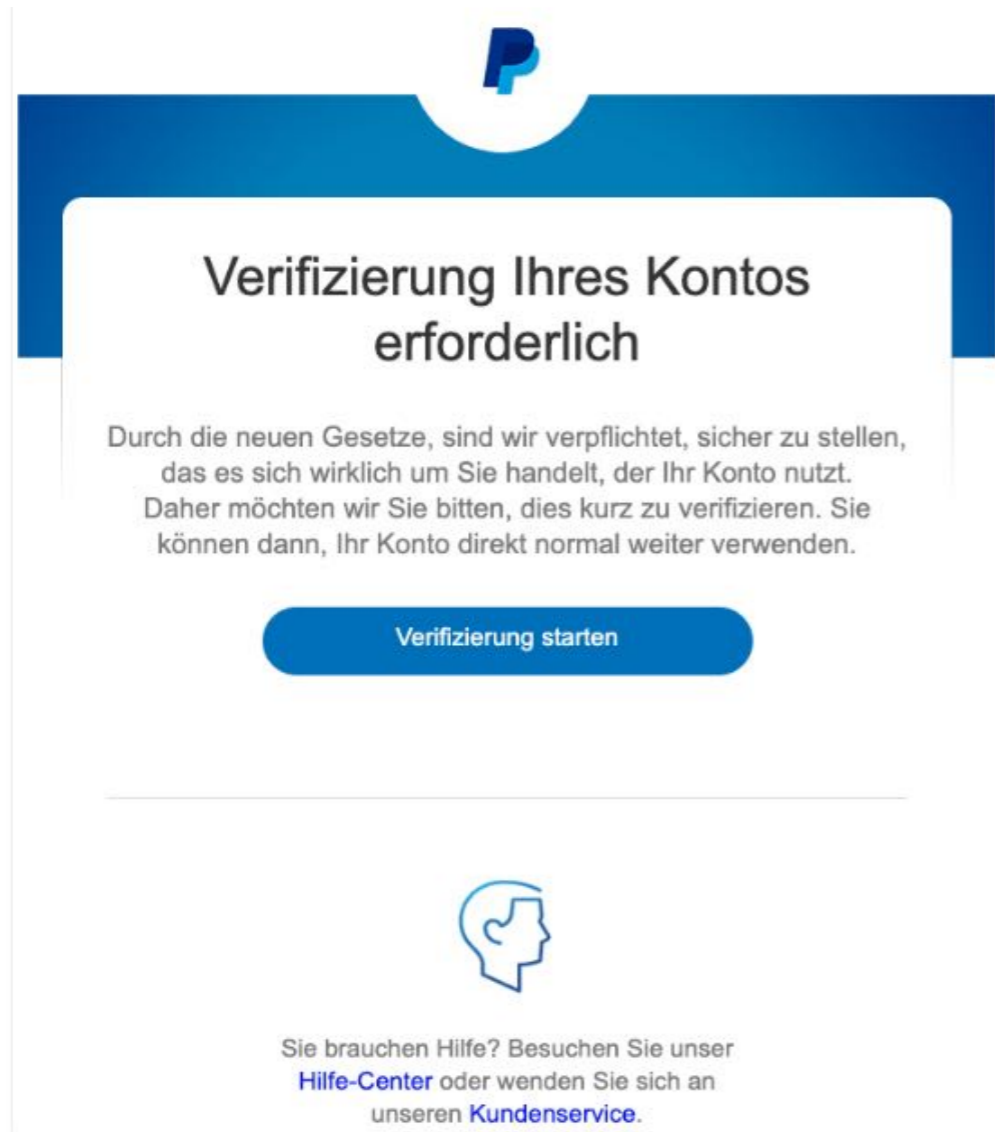 Verifizierung Ihres Kontos
erforderlich
Durch die neuen Gesetze, sind wir verpflichtet, sicher zu stellen,
das es sich wirklich um Sie handelt, der Ihr Konto nutzt.
Daher möchten wir Sie bitten, dies kurz zu verifizieren. Sie
können dann, Ihr Konto direkt normal weiter verwenden.
Verifizierung starten
Sie brauchen Hilfe? Besuchen Sie unser
Hilfe-Center oder wenden Sie sich an
unseren Kundenservice.